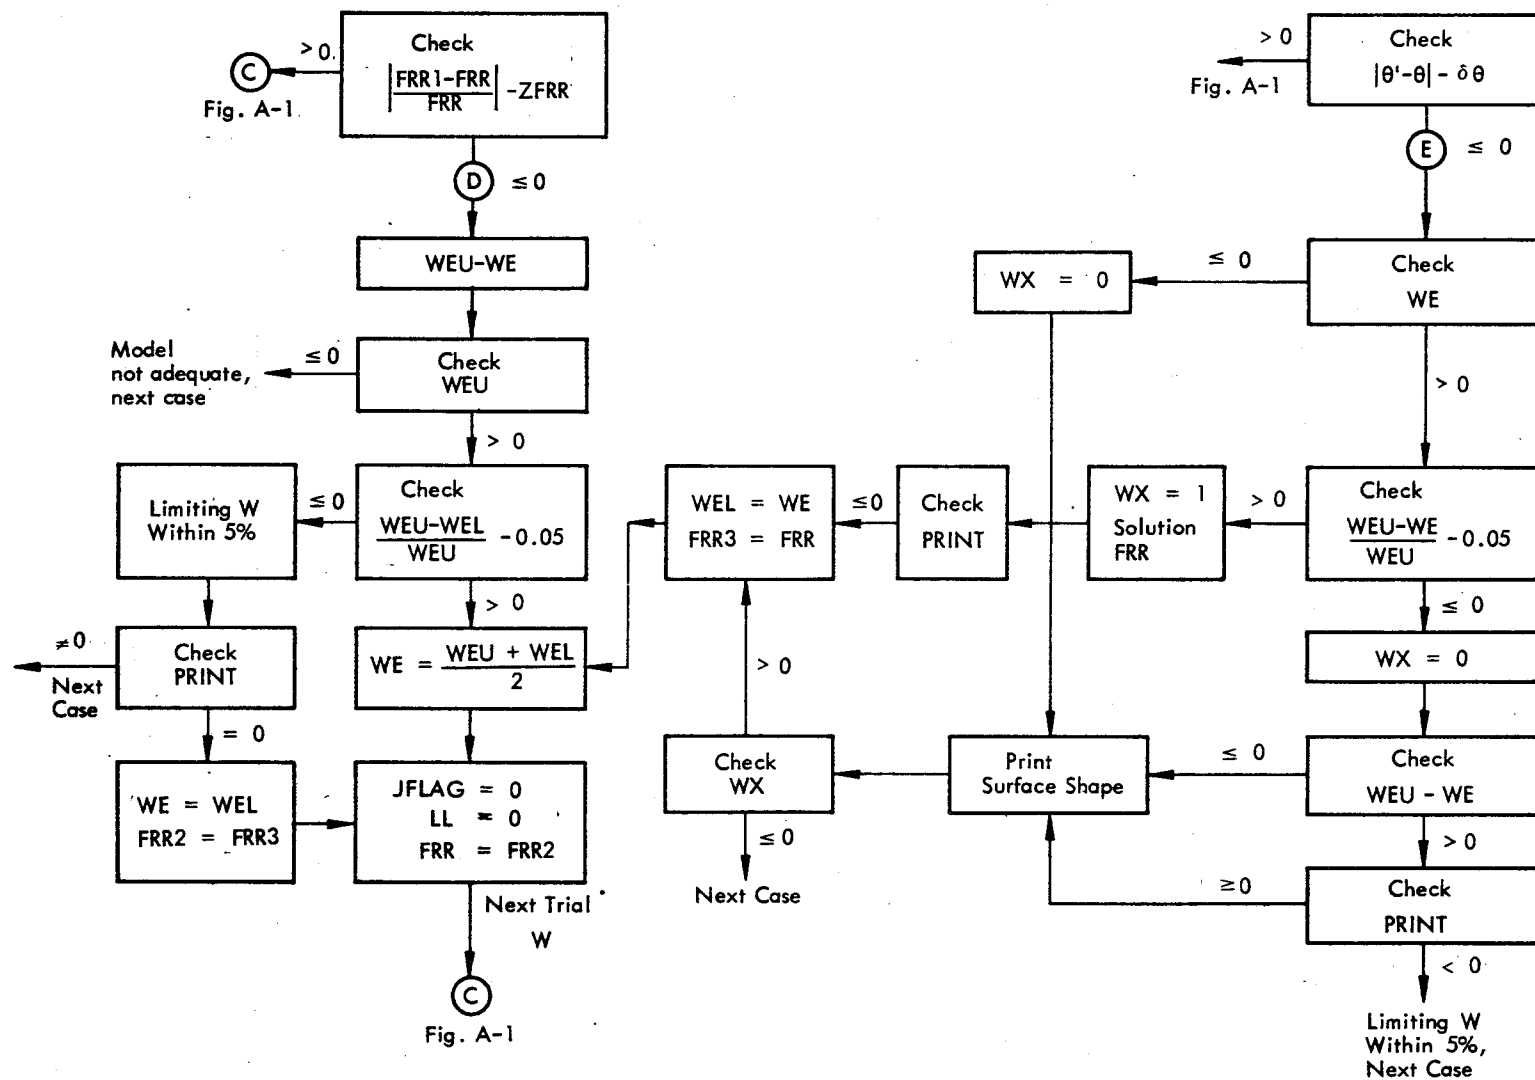 > 0
C
Fig. A-1
Check
|FRR1-FRR
FRR| -ZFRR
D ≤0
WEU-WE
Model
not adequate,
next case
≤0
Check
WEU
> 0
Limiting W
Within 5%
≤0
Check
WEU-WEL
WEU -0.05
> 0
≠0
Next
Case
Check
PRINT
WE = WEU + WEL
2
= 0
WE = WEL
FRR2 = FRR3
JFLAG = 0
LL = 0
FRR = FRR2
Next Trial
W
C
Fig. A-1
> 0
Fig. A-1
Check
|θ'-θ| - δθ
E ≤ 0
WX = 0
≤ 0
Check
WE
> 0
WEL = WE
FRR3 = FRR
≤0
Check
PRINT
WX = 1
Solution
FRR
> 0
Check
WEU-WE
WEU -0.05
≤ 0
WX = 0
> 0
Check
WX
≤0
Next Case
Print
Surface Shape
≤ 0
Check
WEU - WE
> 0
≥0
Check
PRINT
< 0
Limiting W
Within 5%,
Next Case